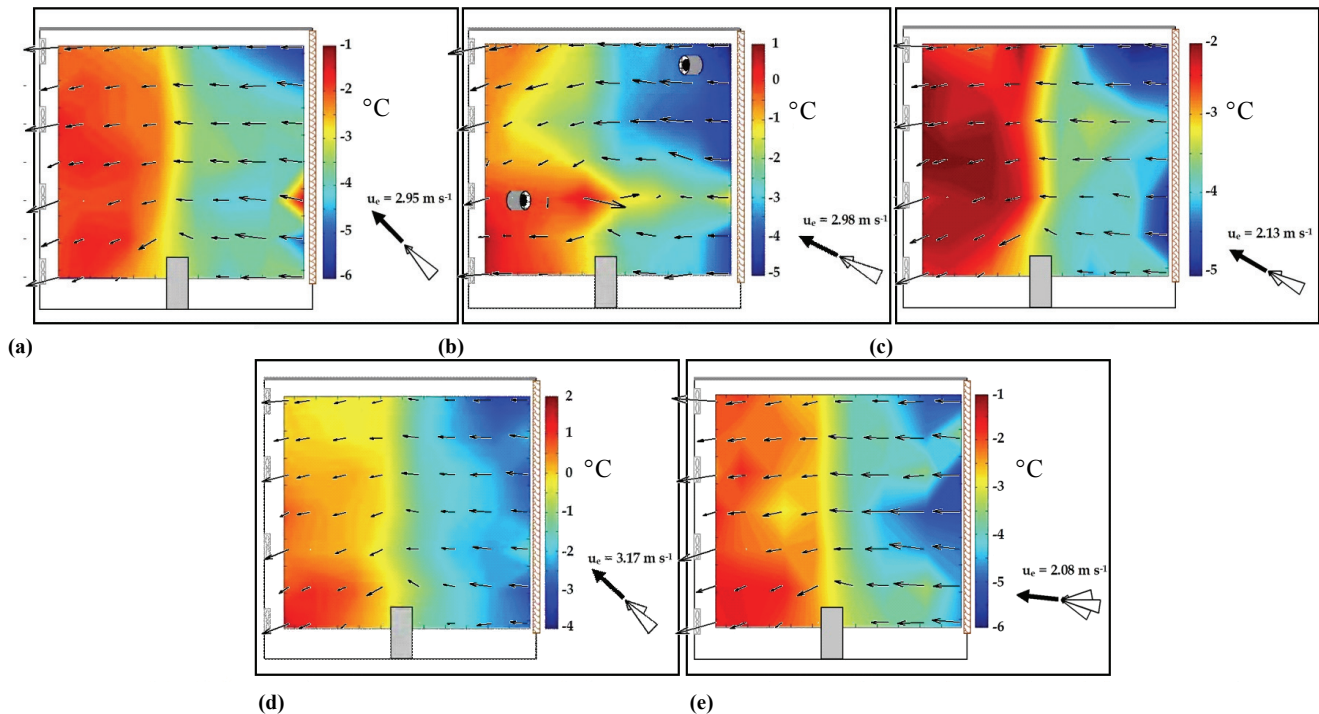 -1
-2
-3
-4
-5
-6
°C
uₑ = 2.95 m s⁻¹
(a)
1
0
-1
-2
-3
-4
-5
°C
uₑ = 2.98 m s⁻¹
(b)
-2
-3
-4
-5
°C
uₑ = 2.13 m s⁻¹
(c)
2
1
0
-1
-2
-3
-4
°C
uₑ = 3.17 m s⁻¹
(d)
-1
-2
-3
-4
-5
-6
°C
uₑ = 2.08 m s⁻¹
(e)